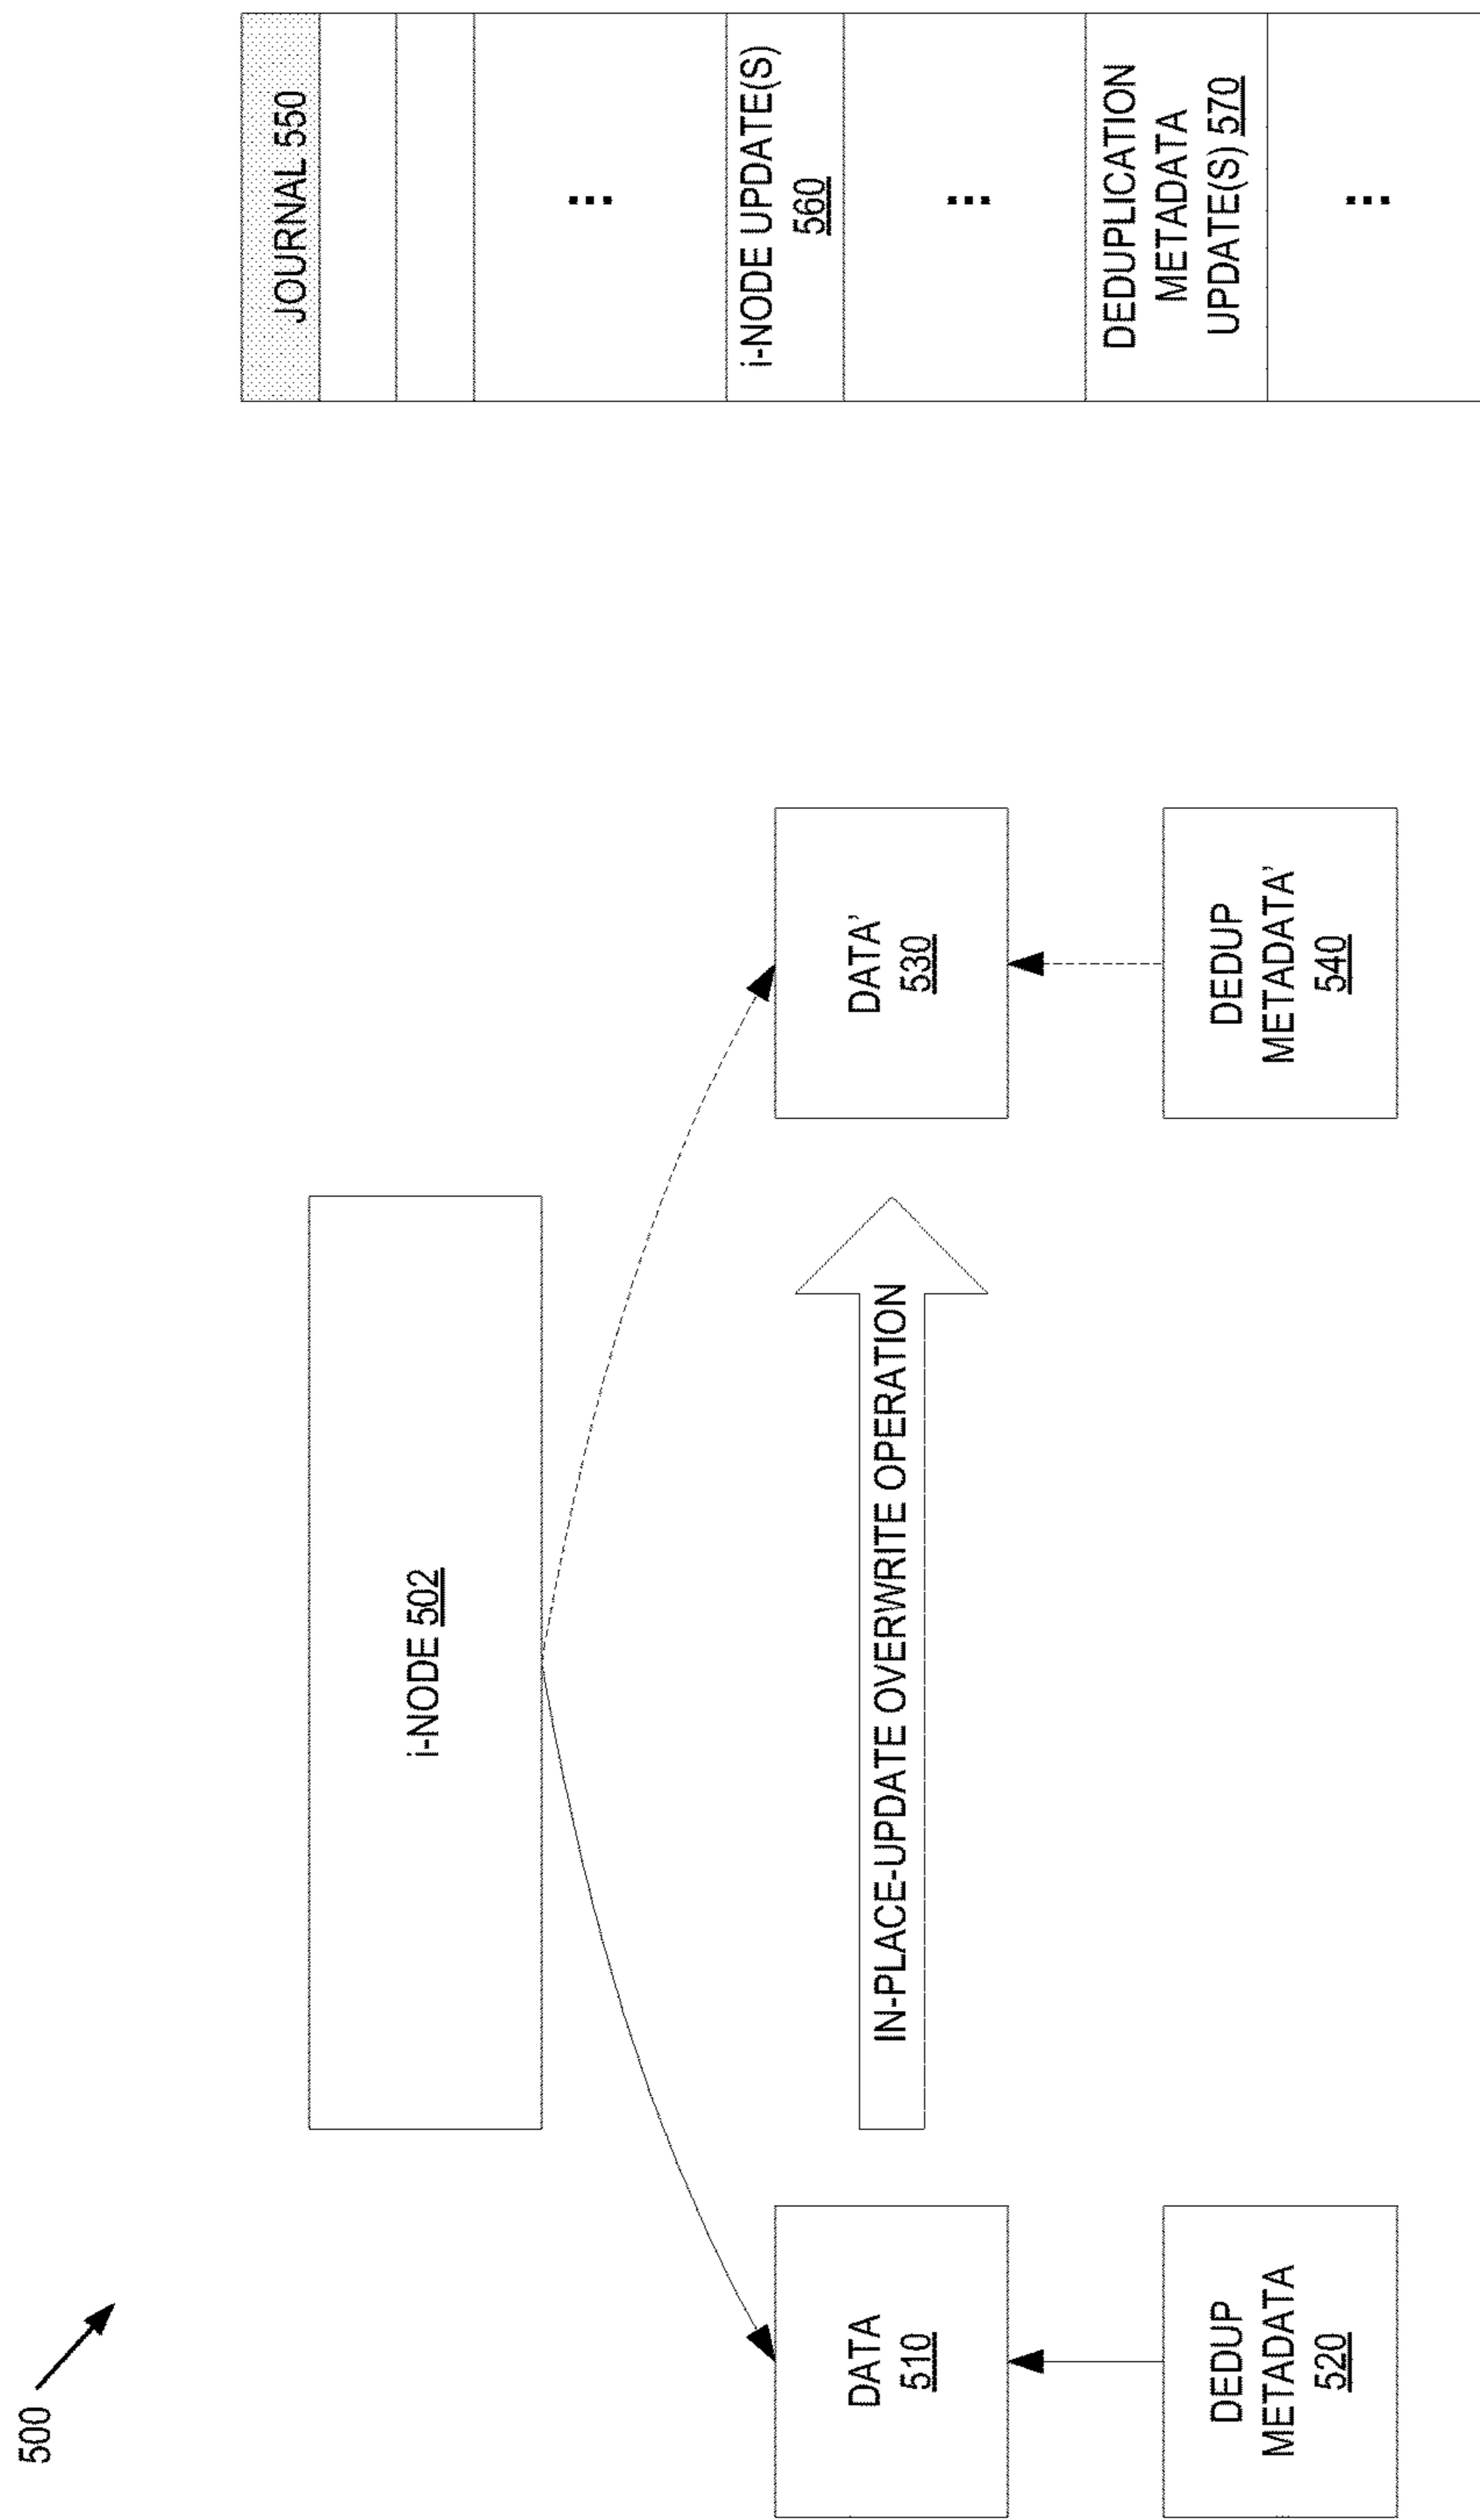 500
i-NODE 502
DATA
510
IN-PLACE-UPDATE OVERWRITE OPERATION
DATA'
530
DEDUP
METADATA
520
DEDUP
METADATA'
540
JOURNAL 550
i-NODE UPDATE(S)
560
DEDUPLICATION
METADATA
UPDATE(S) 570